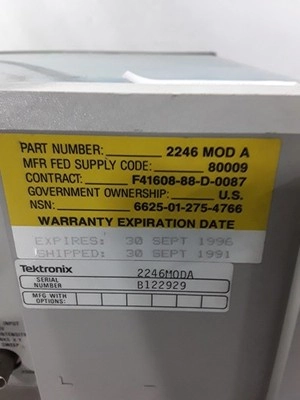 PART NUMBER: 2246 MOD A
MFR FED SUPPLY CODE: 80009
CONTRACT: F41608-88-D-0087
GOVERNMENT OWNERSHIP: U.S.
NSN: 6625-01-275-4766
WARRANTY EXPIRATION DATE
EXPIRES: 30 SEPT 1996
SHIPPED: 30 SEPT 1991
Tektronix 2246MODA
SERIAL NUMBER B122929
MFG WITH OPTIONS:
INPUT